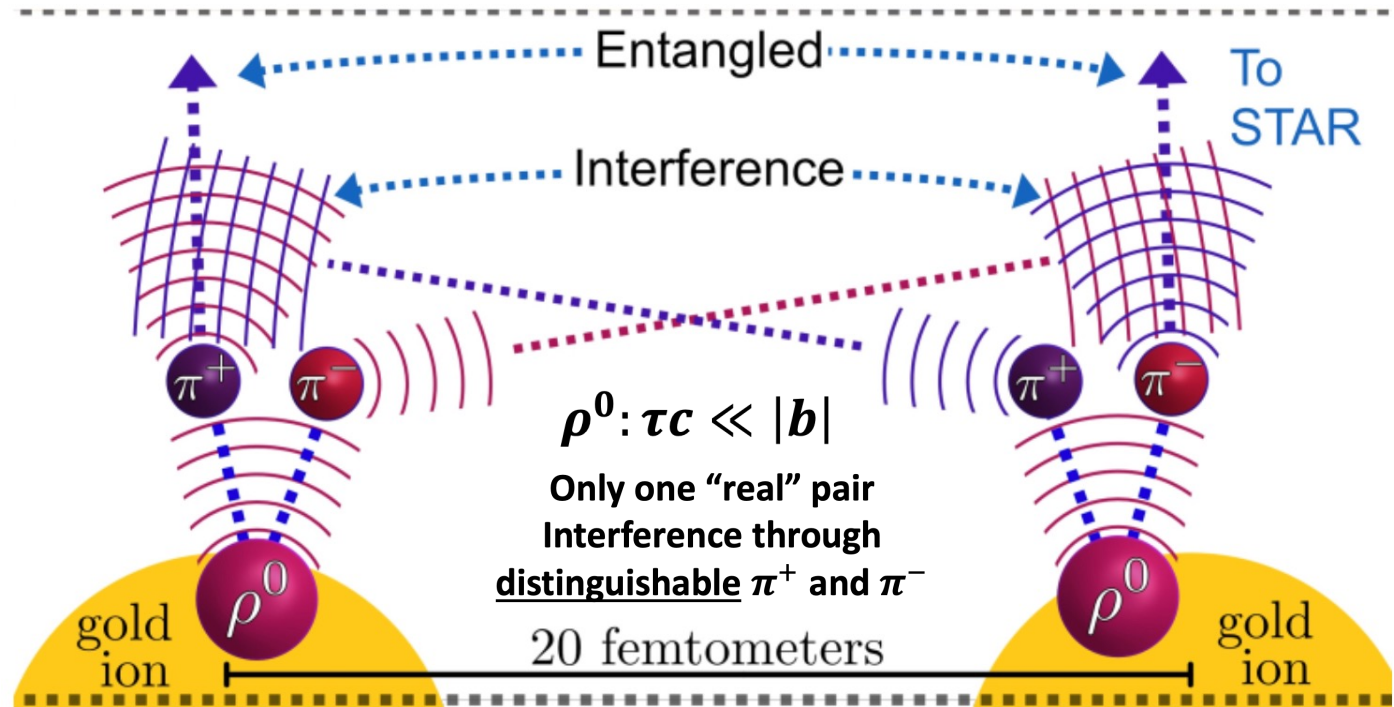 Entangled
To
STAR
Interference
π⁺ π⁻
π⁺ π⁻
ρ⁰: τc ≪ |b|
Only one “real” pair
Interference through
distinguishable π⁺ and π⁻
ρ⁰
ρ⁰
gold
ion
20 femtometers
gold
ion